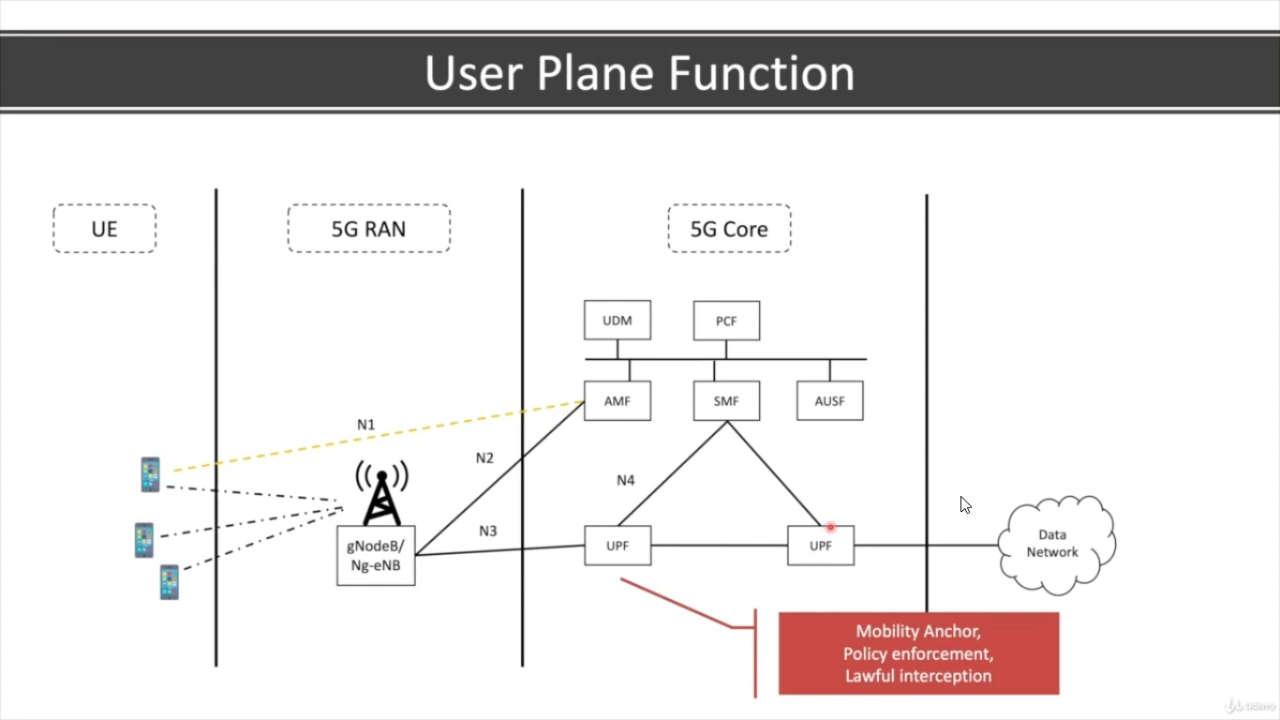 User Plane Function
UE
5G RAN
5G Core
UDM
PCF
AMF
SMF
AUSF
N1
N2
N4
N3
gNodeB/
Ng-eNB
UPF
UPF
Data
Network
Mobility Anchor,
Policy enforcement,
Lawful interception
Udemy